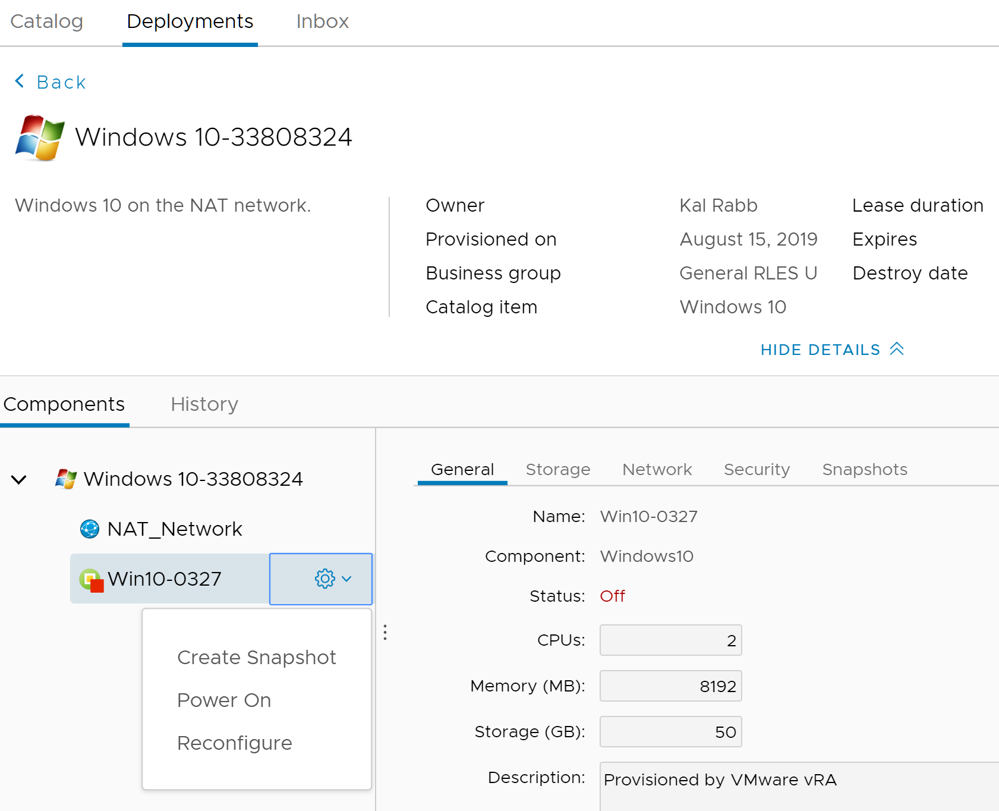 Catalog Deployments Inbox
Back
Windows 10-33808324
Windows 10 on the NAT network.
Owner Kal Rabb Lease duration
Provisioned on August 15, 2019 Expires
Business group General RLES U Destroy date
Catalog item Windows 10
HIDE DETAILS
Components History
Windows 10-33808324
NAT_Network
Win10-0327
Create Snapshot
Power On
Reconfigure
General Storage Network Security Snapshots
Name: Win10-0327
Component: Windows10
Status: Off
CPUs: 2
Memory (MB): 8192
Storage (GB): 50
Description: Provisioned by VMware vRA